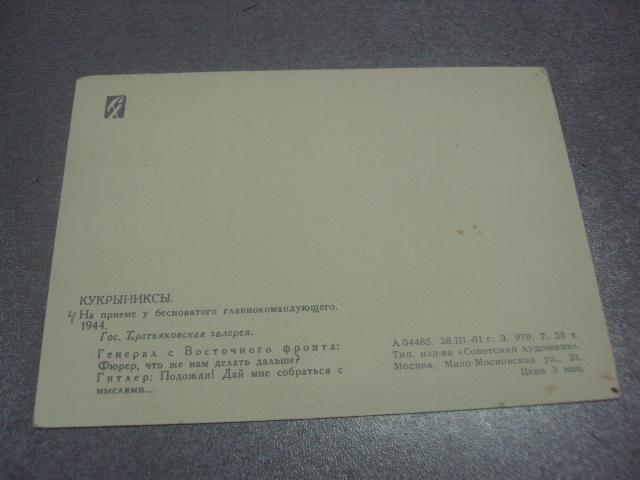 КУКРЫНИКСЫ.
На приеме у бесноватого главнокомандующего.
1944.
Гос. Третьяковская галерея.
Генерал с Восточного фронта:
Фюрер, что же нам делать дальше?
Гитлер: Подожди! Дай мне собраться с
мыслями...
А 04485. 28.III-61 г. З. 979. Т. 25 т.
Тип. изд-ва «Советский художник».
Москва, Мало-Московская ул., 21
Цена 3 коп.